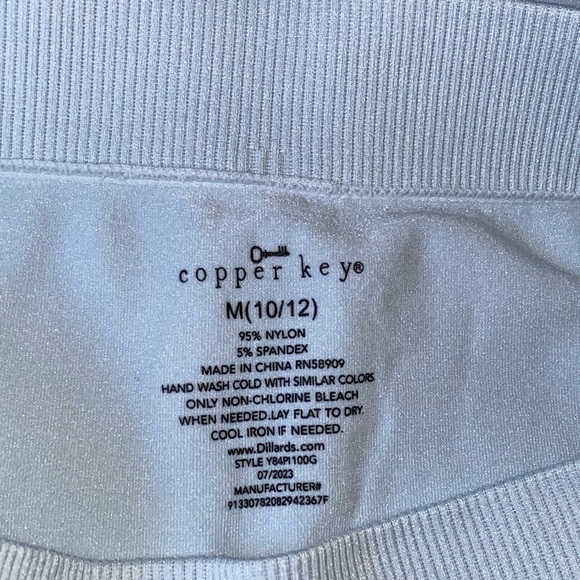 copper key®
M(10/12)
95% NYLON
5% SPANDEX
MADE IN CHINA RN58909
HAND WASH COLD WITH SIMILAR COLORS
ONLY NON-CHLORINE BLEACH
WHEN NEEDED.LAY FLAT TO DRY.
COOL IRON IF NEEDED.
www.Dillards.com
STYLE Y84PI100G
07/2023
MANUFACTURER#
91330782082942367F